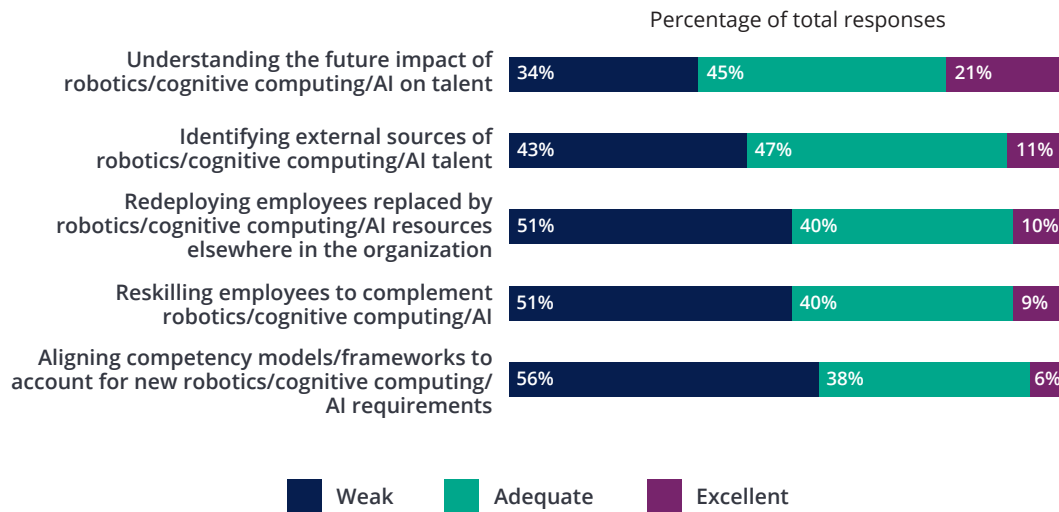 Percentage of total responses
Understanding the future impact of
robotics/cognitive computing/AI on talent
34% 45% 21%
Identifying external sources of
robotics/cognitive computing/AI talent
43% 47% 11%
Redeploying employees replaced by
robotics/cognitive computing/AI resources
elsewhere in the organization
51% 40% 10%
Reskilling employees to complement
robotics/cognitive computing/AI
51% 40% 9%
Aligning competency models/frameworks to
account for new robotics/cognitive computing/
AI requirements
56% 38% 6%
Weak Adequate Excellent